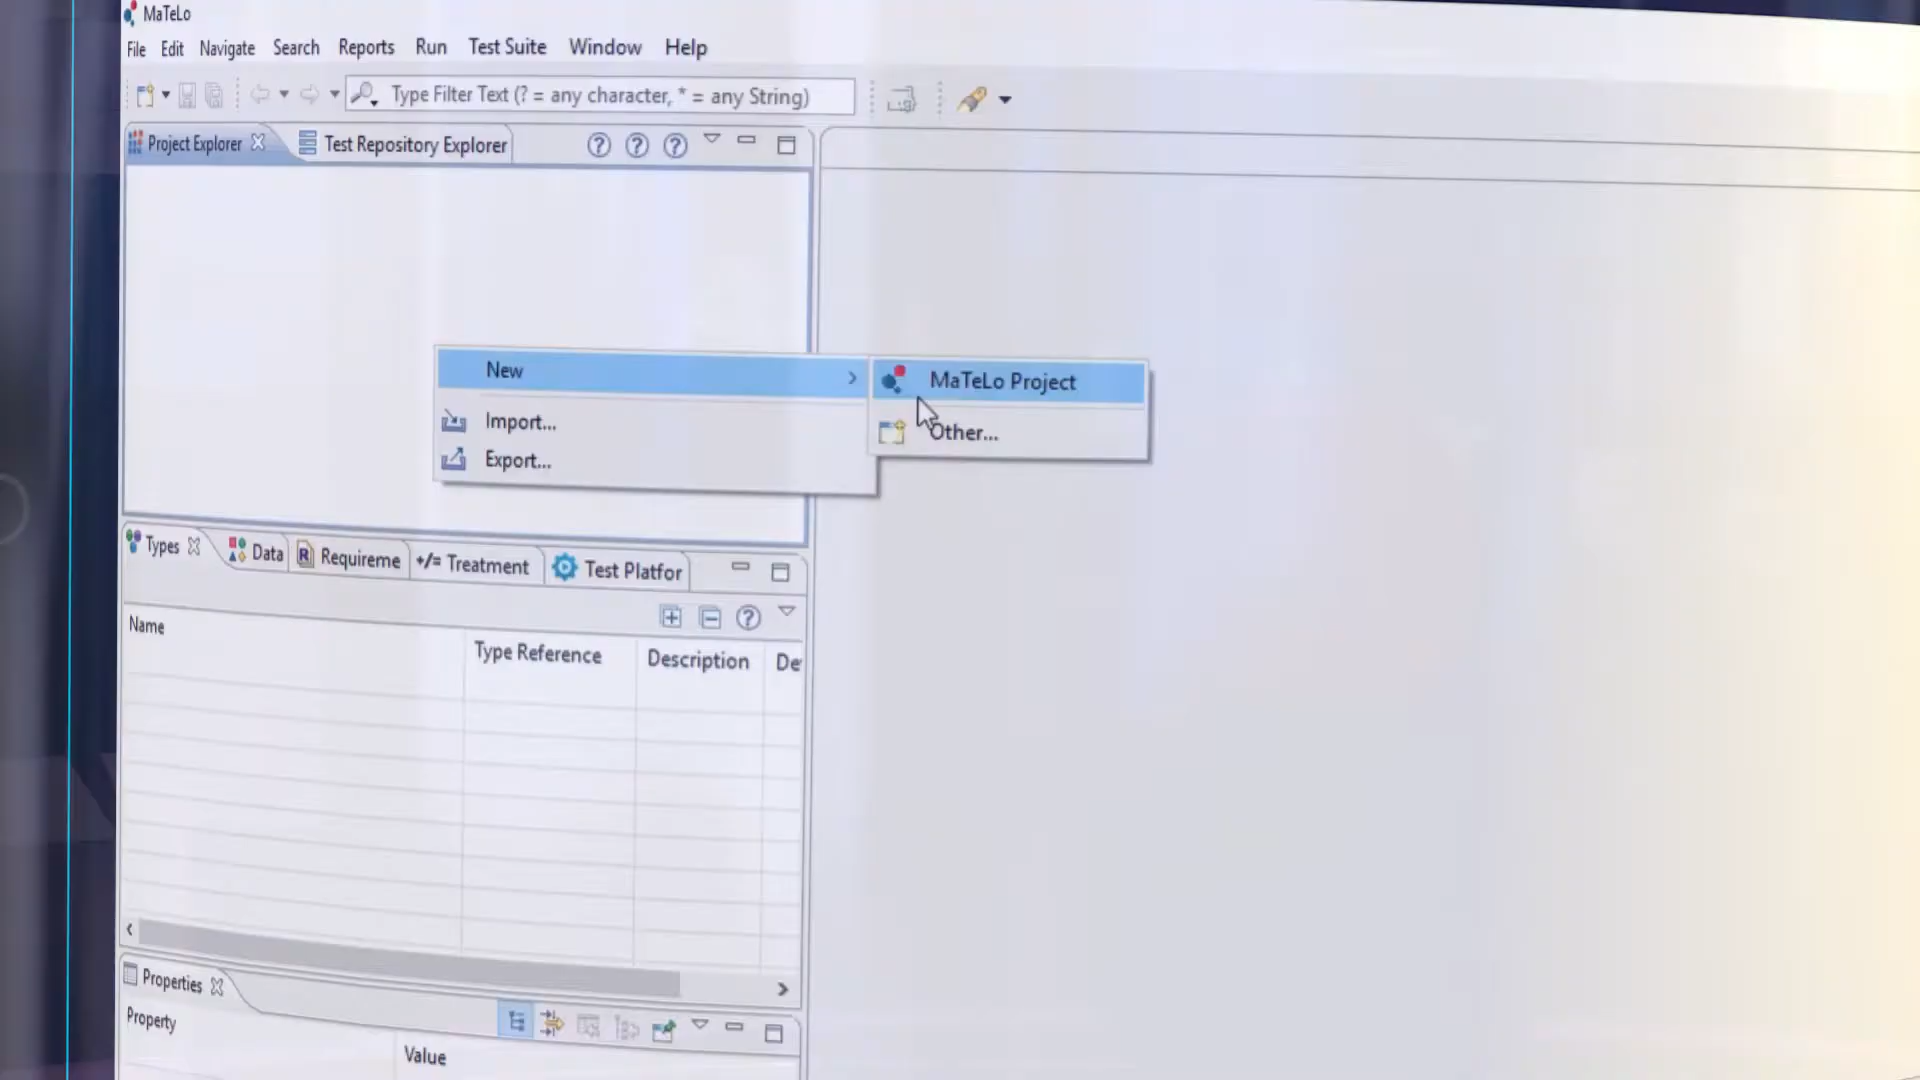 MaTeLo
File Edit Navigate Search Reports Run Test Suite Window Help
Type Filter Text (? = any character, * = any String)
Project Explorer Test Repository Explorer
New
MaTeLo Project
Import...
Other...
Export...
Types Data Requireme +/= Treatment Test Platfor
Name Type Reference Description De
Properties
Property Value